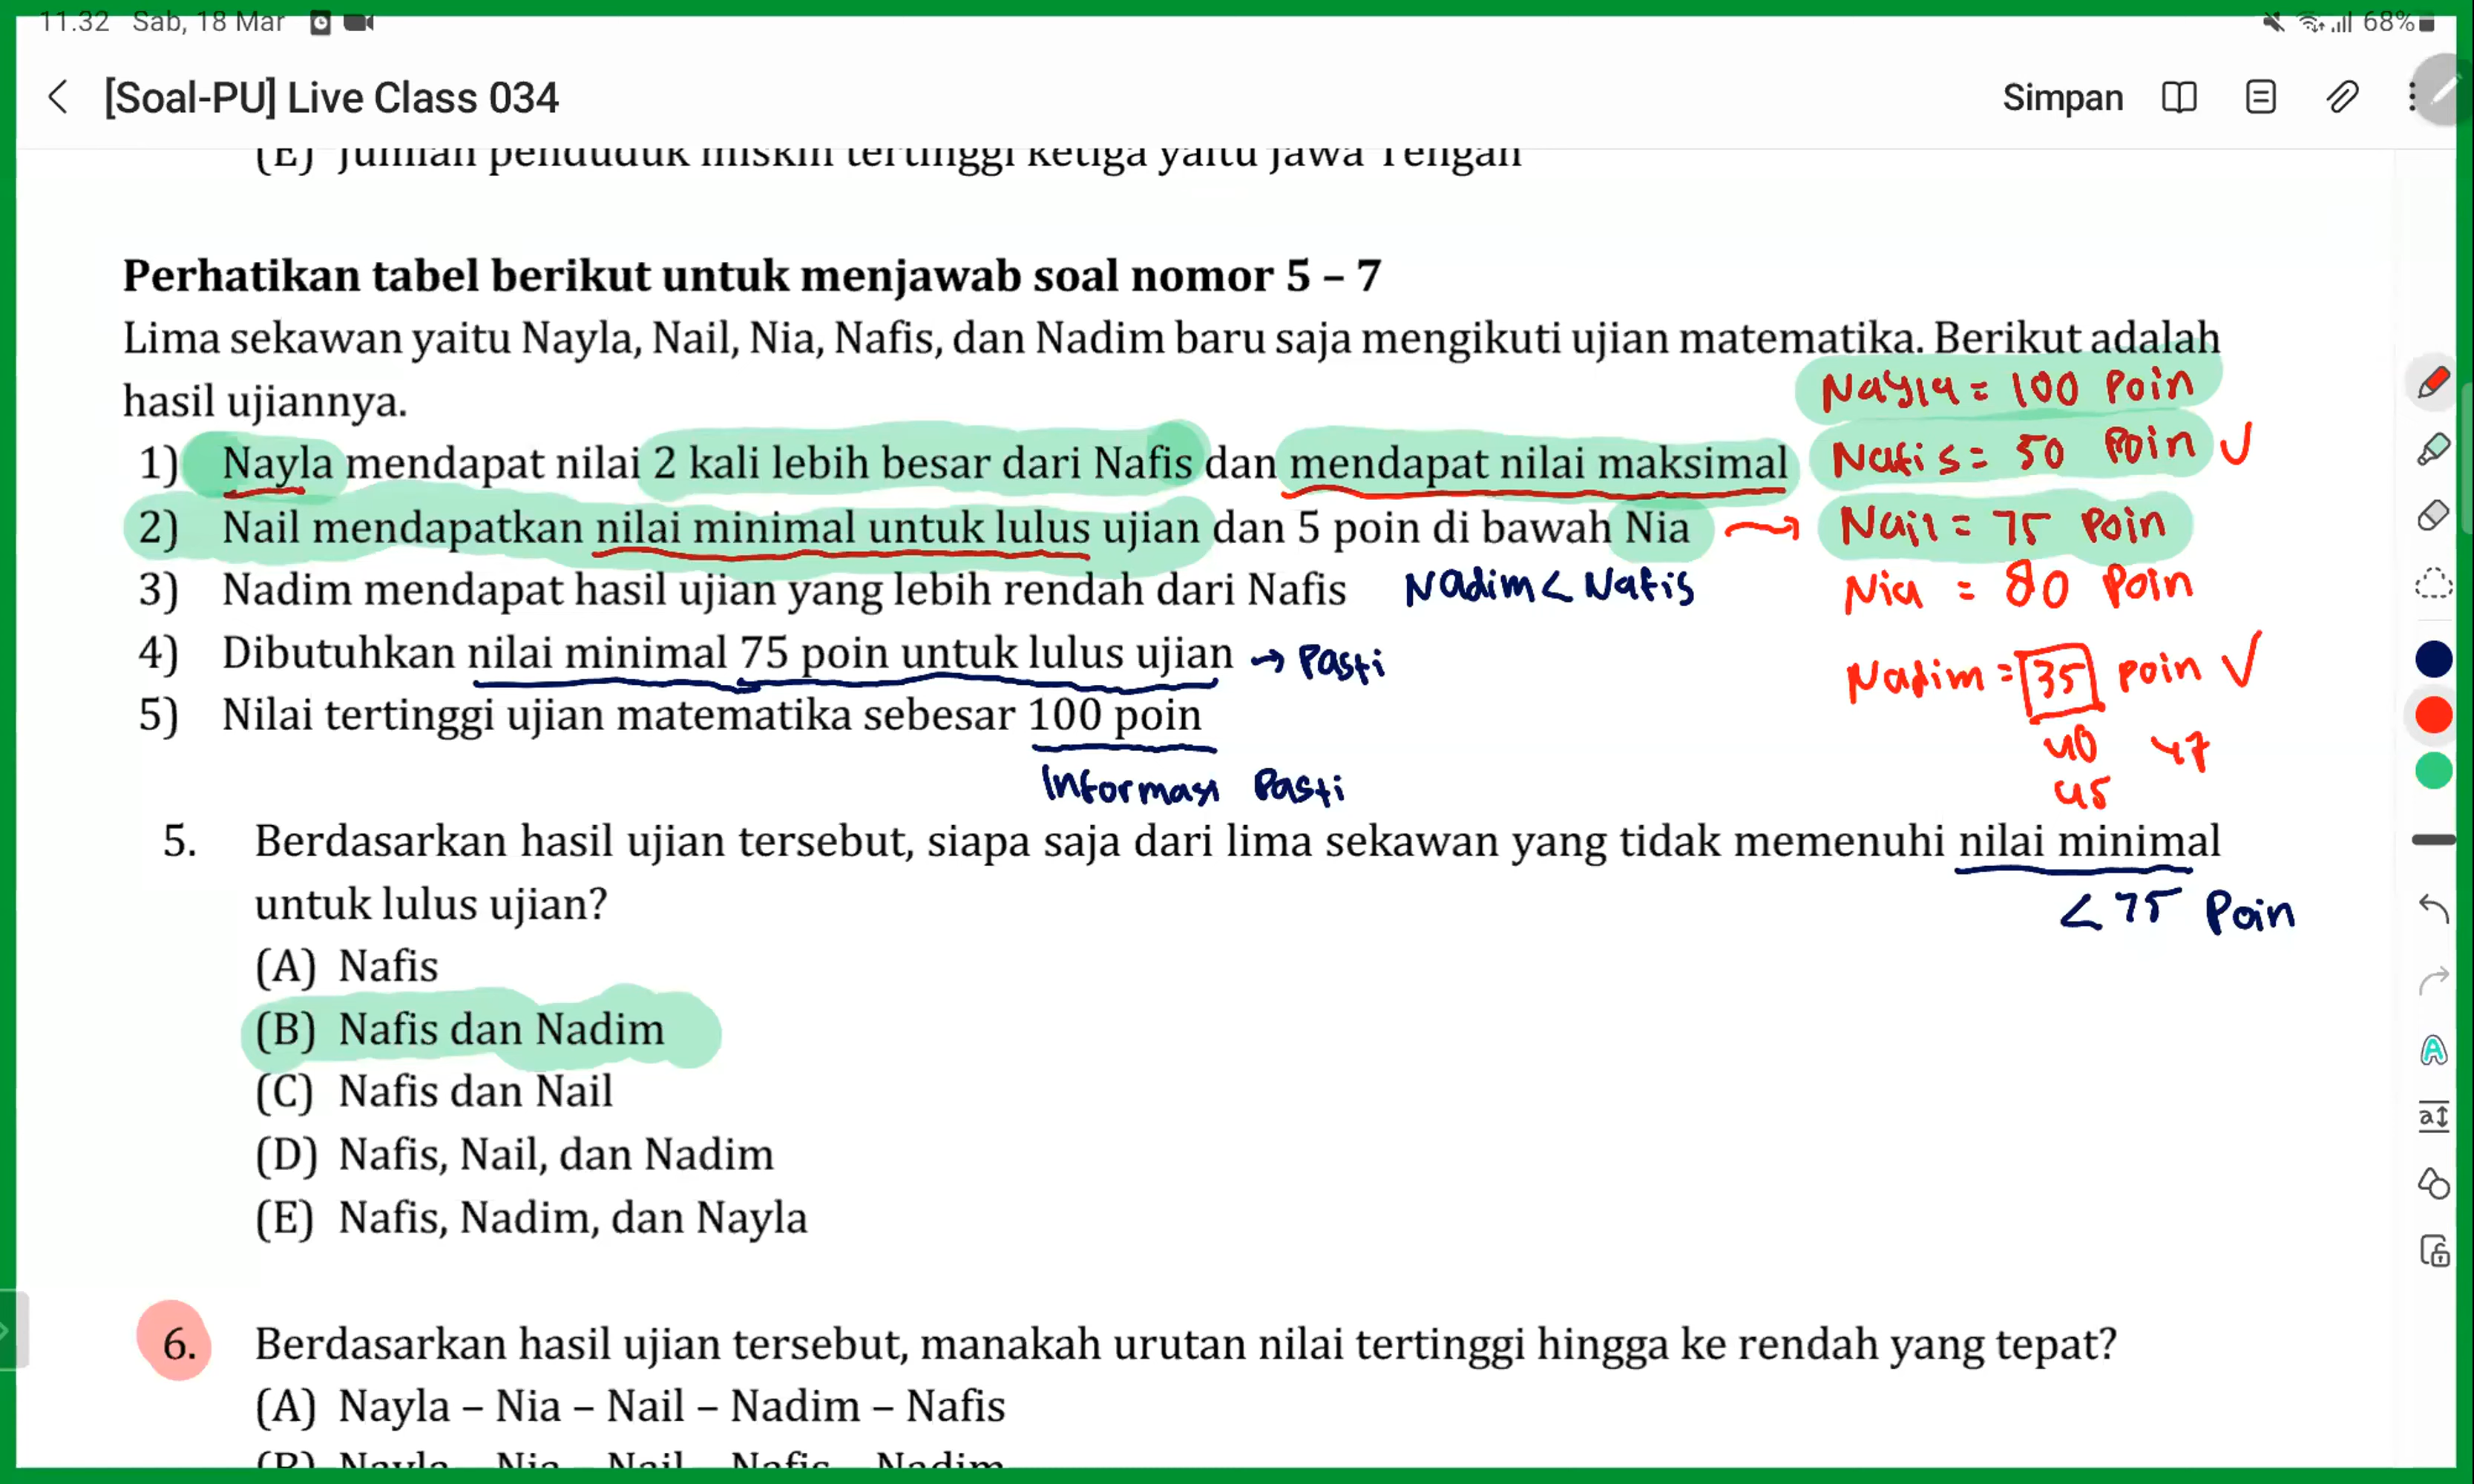 11.32 Sab, 18 Mar
68%
[Soal-PU] Live Class 034
Simpan
(E) Jumlah penduduk miskin tertinggi ketiga yaitu Jawa Tengah
Perhatikan tabel berikut untuk menjawab soal nomor 5 – 7
Lima sekawan yaitu Nayla, Nail, Nia, Nafis, dan Nadim baru saja mengikuti ujian matematika. Berikut adalah
hasil ujiannya.
Nayla = 100 Poin
1) Nayla mendapat nilai 2 kali lebih besar dari Nafis dan mendapat nilai maksimal
Nafis = 50 Poin ✓
2) Nail mendapatkan nilai minimal untuk lulus ujian dan 5 poin di bawah Nia → Nail = 75 Poin
3) Nadim mendapat hasil ujian yang lebih rendah dari Nafis
Nadim < Nafis
Nia = 80 Poin
4) Dibutuhkan nilai minimal 75 poin untuk lulus ujian → Pasti
Nadim = 35 poin ✓
5) Nilai tertinggi ujian matematika sebesar 100 poin
40 47
Informasi Pasti
45
5. Berdasarkan hasil ujian tersebut, siapa saja dari lima sekawan yang tidak memenuhi nilai minimal
untuk lulus ujian?
< 75 Poin
(A) Nafis
(B) Nafis dan Nadim
(C) Nafis dan Nail
(D) Nafis, Nail, dan Nadim
(E) Nafis, Nadim, dan Nayla
6. Berdasarkan hasil ujian tersebut, manakah urutan nilai tertinggi hingga ke rendah yang tepat?
(A) Nayla – Nia – Nail – Nadim – Nafis
(B) Nayla – Nia – Nail – Nafis – Nadim